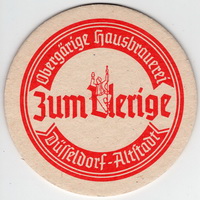 Obergärige Hausbrauerei
Zum Uerige
Düsseldorf-Altstadt